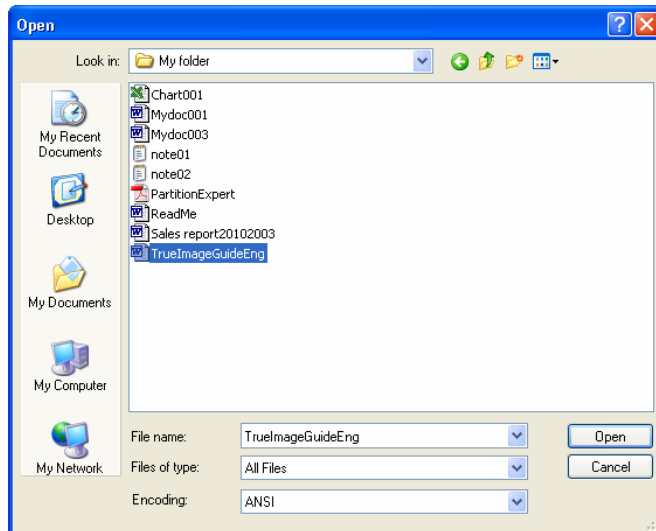 Open
Look in: My folder
My Recent
Documents
Desktop
My Documents
My Computer
My Network
Chart001
Mydoc001
Mydoc003
note01
note02
PartitionExpert
ReadMe
Sales report20102003
TrueImageGuideEng
File name: TrueImageGuideEng Open
Files of type: All Files Cancel
Encoding: ANSI